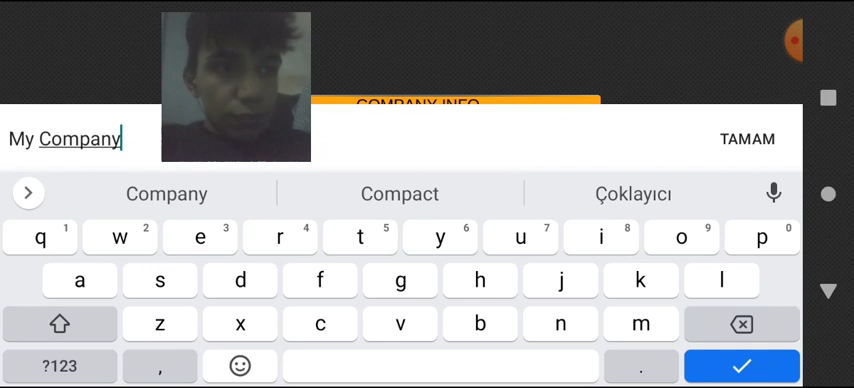 COMPANY INFO
My Company
TAMAM
Company Compact Çoklayıcı
q 1 w 2 e 3 r 4 t 5 y 6 u 7 i 8 o 9 p 0
a s d f g h j k l
z x c v b n m
?123 , .